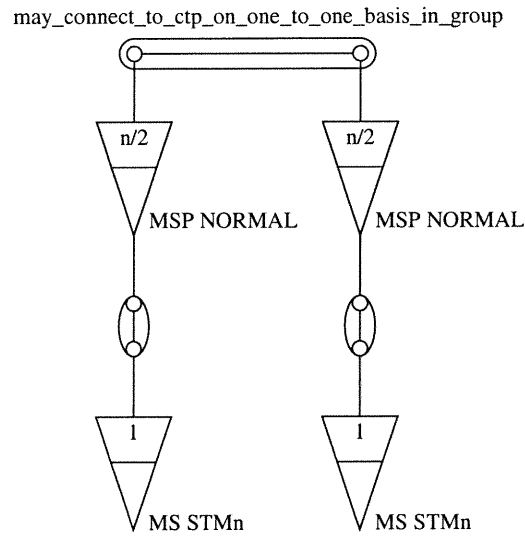 may_connect_to_ctp_on_one_to_one_basis_in_group
n/2 n/2
MSP NORMAL MSP NORMAL
1 1
MS STMn MS STMn